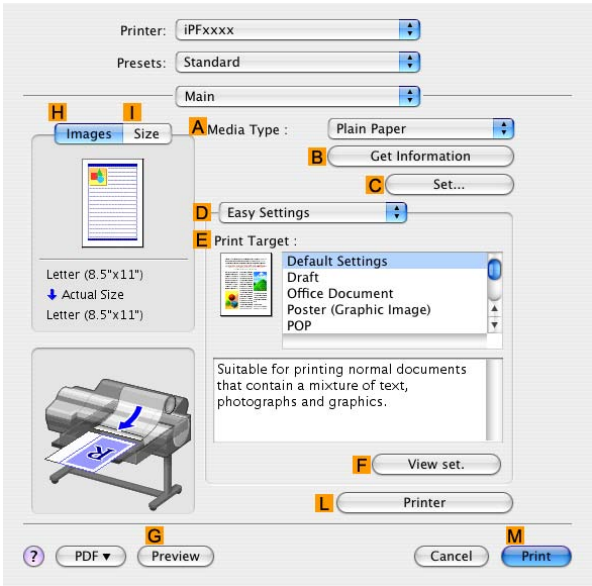 Printer: iPFxxxx
Presets: Standard
Main
H I
Images Size
A Media Type : Plain Paper
B Get Information
C Set...
D Easy Settings
E Print Target :
Default Settings
Draft
Office Document
Poster (Graphic Image)
POP
Letter (8.5"x11")
Actual Size
Letter (8.5"x11")
Suitable for printing normal documents
that contain a mixture of text,
photographs and graphics.
R
F View set.
L Printer
G M
? PDF▼ Preview Cancel Print